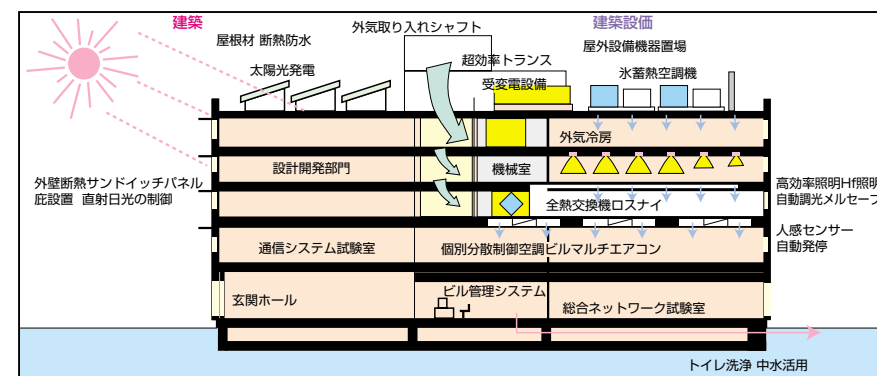 建築
建築設価
外気取り入れシャフト
屋根材 断熱防水
屋外設備機器置場
超効率トランス
太陽光発電
氷蓄熱空調機
受変電設備
外気冷房
設計開発部門
機械室
外壁断熱サンドイッチパネル
庇設置 直射日光の制御
高効率照明Hf照明
自動調光メルセーブ
全熱交換機ロスナイ
人感センサー
自動発停
通信システム試験室
個別分散制御空調ビルマルチエアコン
玄関ホール
ビル管理システム
総合ネットワーク試験室
トイレ洗浄 中水活用